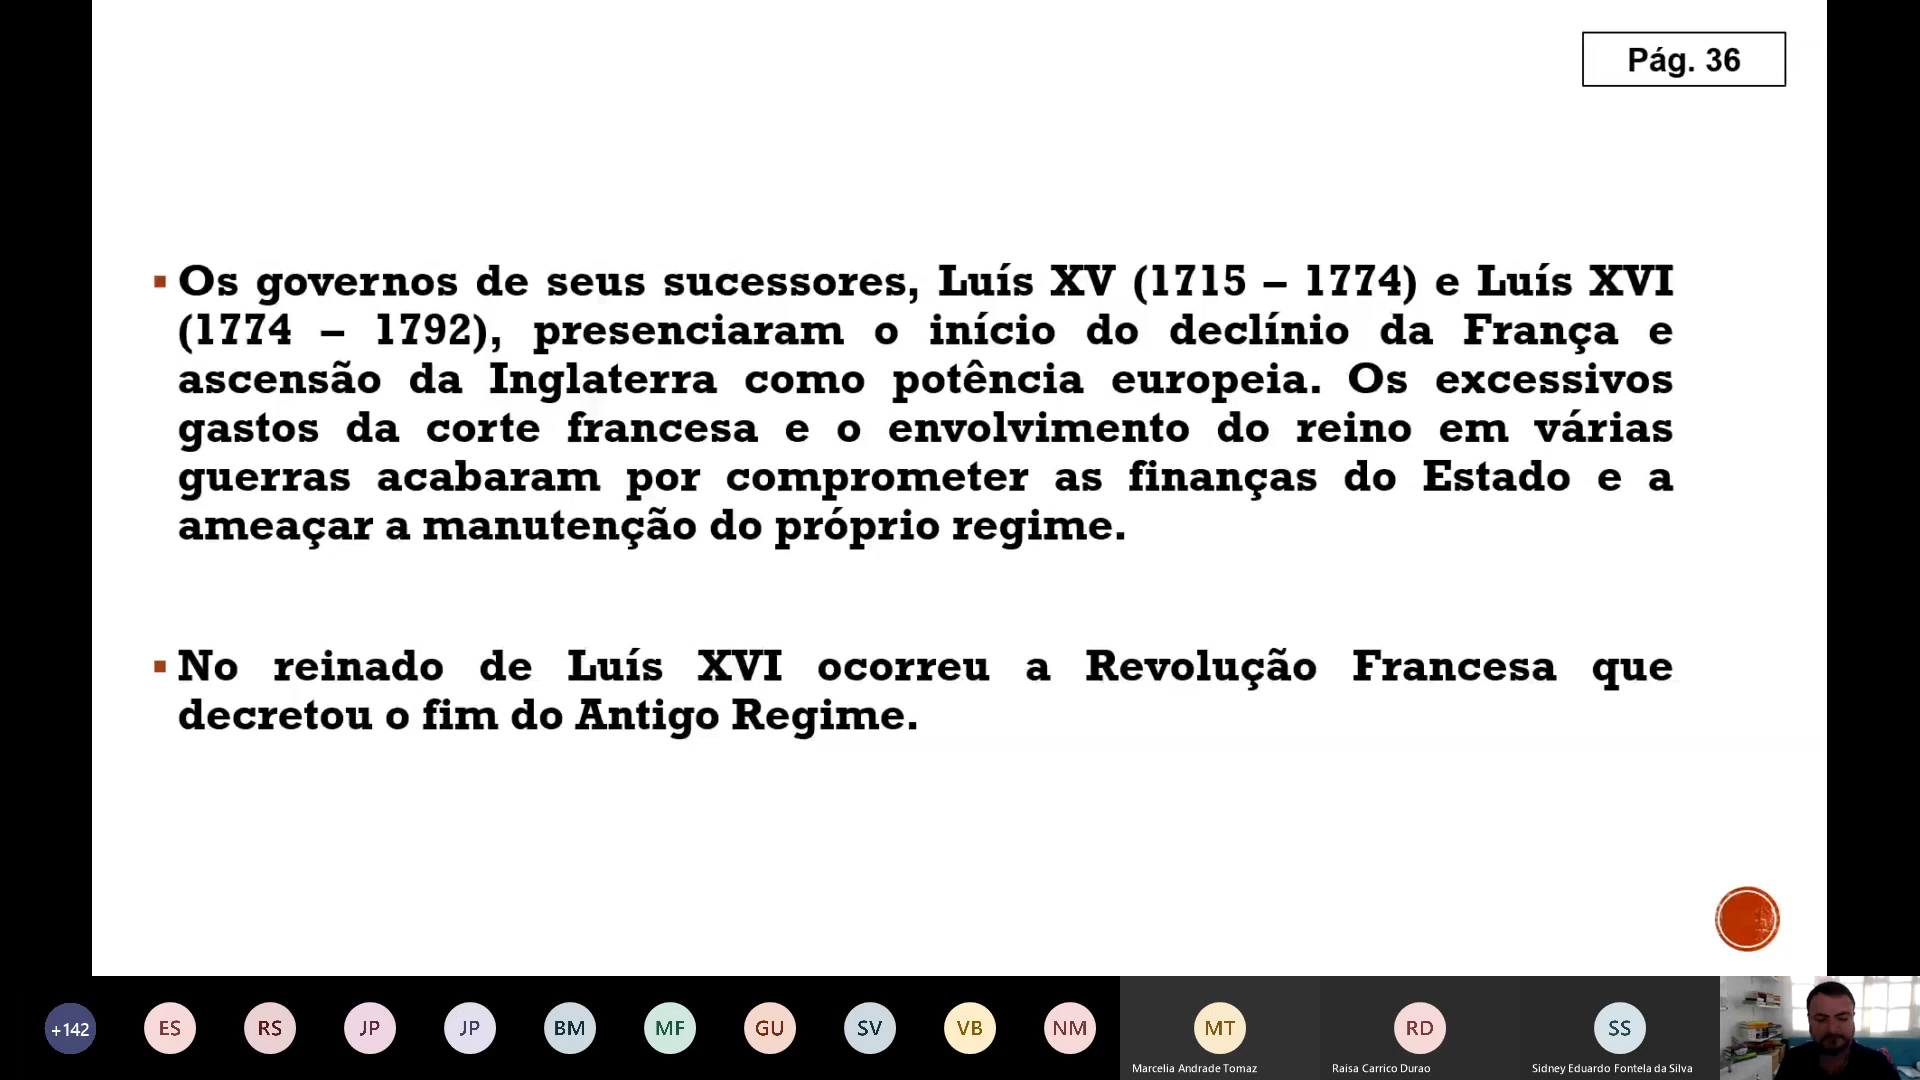 Pág. 36
Os governos de seus sucessores, Luís XV (1715 – 1774) e Luís XVI
(1774 – 1792), presenciaram o início do declínio da França e
ascensão da Inglaterra como potência europeia. Os excessivos
gastos da corte francesa e o envolvimento do reino em várias
guerras acabaram por comprometer as finanças do Estado e a
ameaçar a manutenção do próprio regime.
No reinado de Luís XVI ocorreu a Revolução Francesa que
decretou o fim do Antigo Regime.
+142 ES RS JP JP BM MF GU SV VB NM MT RD SS
Marcelia Andrade Tomaz Raisa Carrico Durao Sidney Eduardo Fontela da Silva